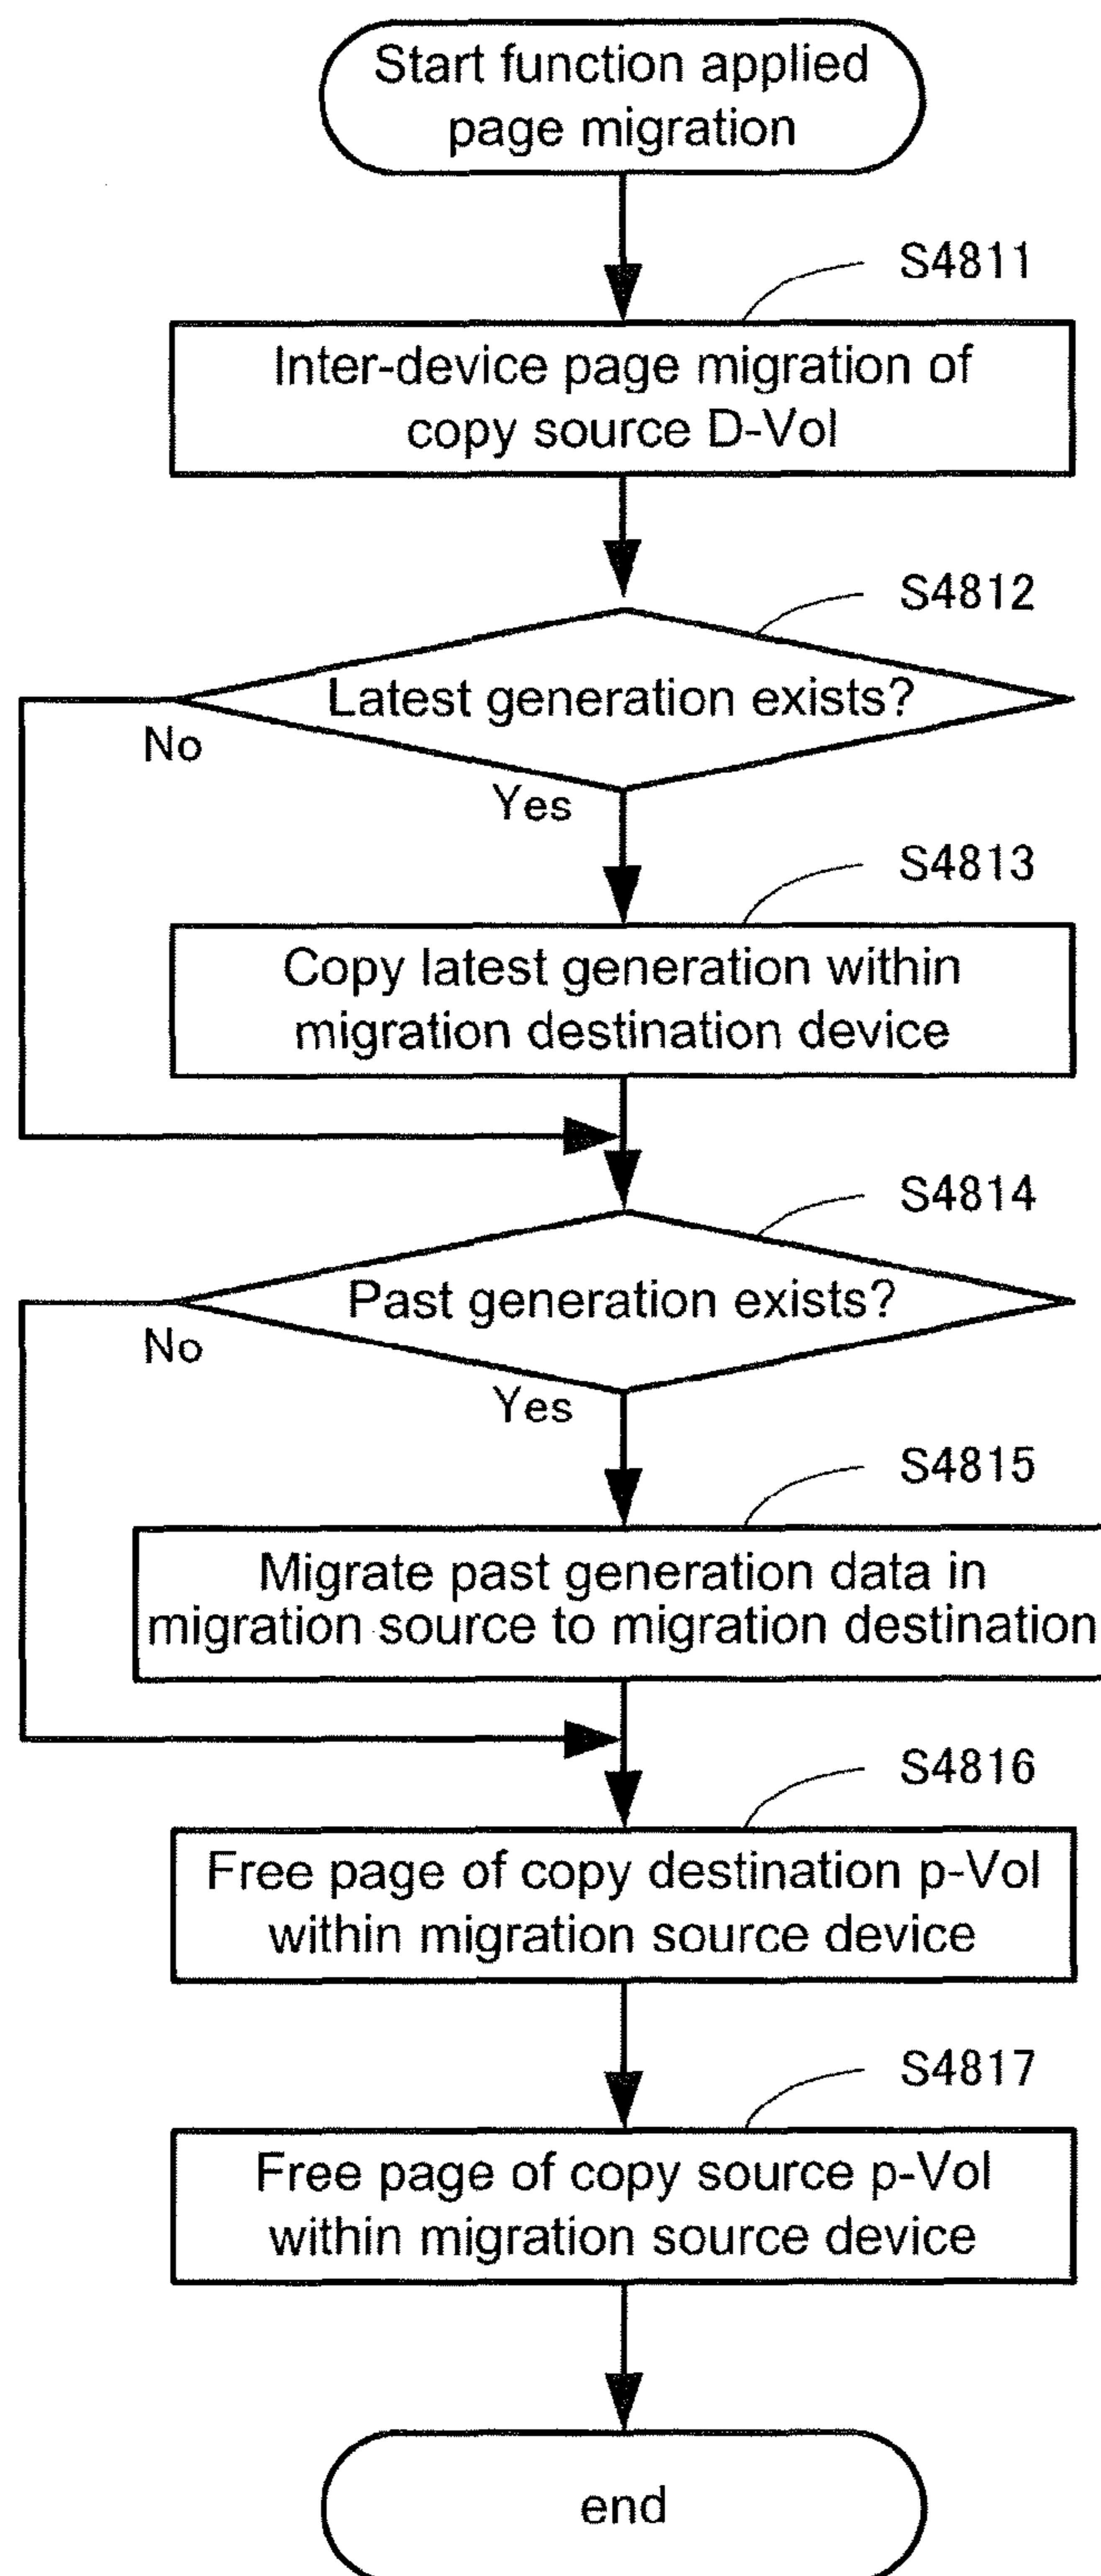 Start function applied
page migration
S4811
Inter-device page migration of
copy source D-Vol
S4812
Latest generation exists?
No
Yes
S4813
Copy latest generation within
migration destination device
S4814
Past generation exists?
No
Yes
S4815
Migrate past generation data in
migration source to migration destination
S4816
Free page of copy destination p-Vol
within migration source device
S4817
Free page of copy source p-Vol
within migration source device
end